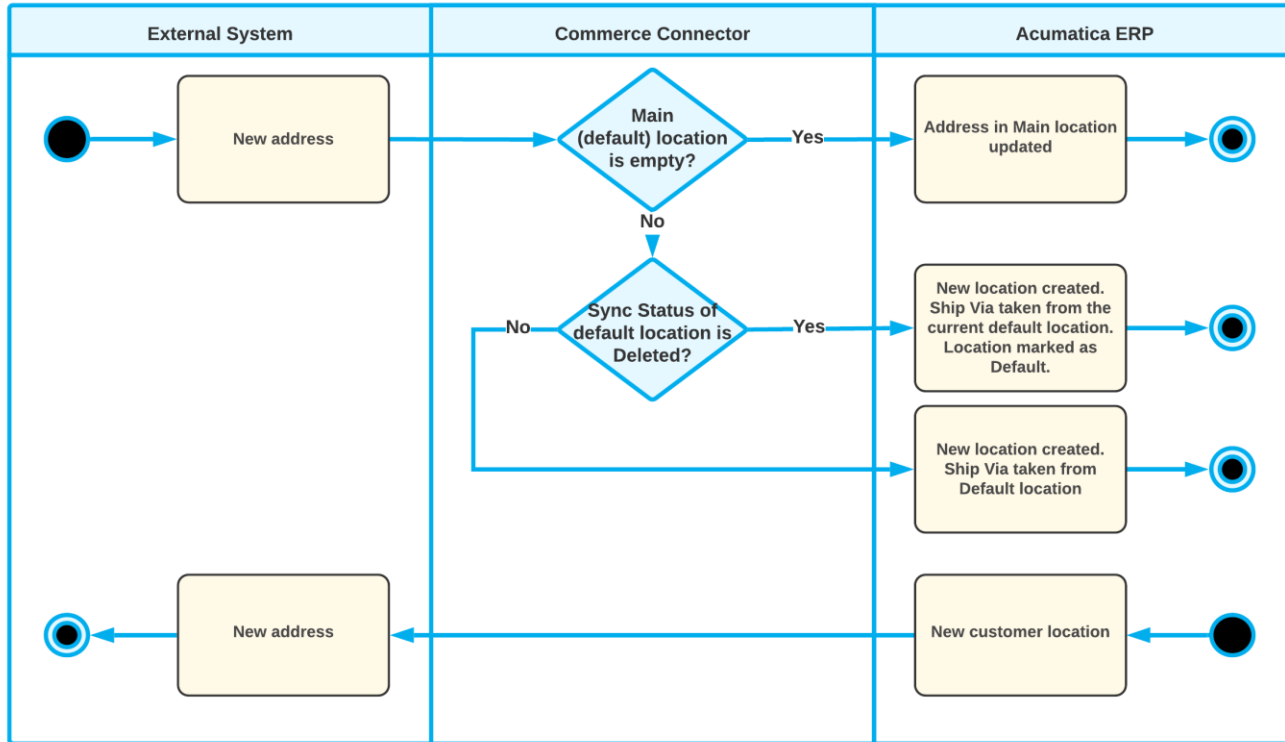 External System
Commerce Connector
Acumatica ERP
New address
Main
(default) location
is empty?
Yes
Address in Main location
updated
No
Sync Status of
default location is
Deleted?
No
Yes
New location created.
Ship Via taken from the
current default location.
Location marked as
Default.
New location created.
Ship Via taken from
Default location
New address
New customer location